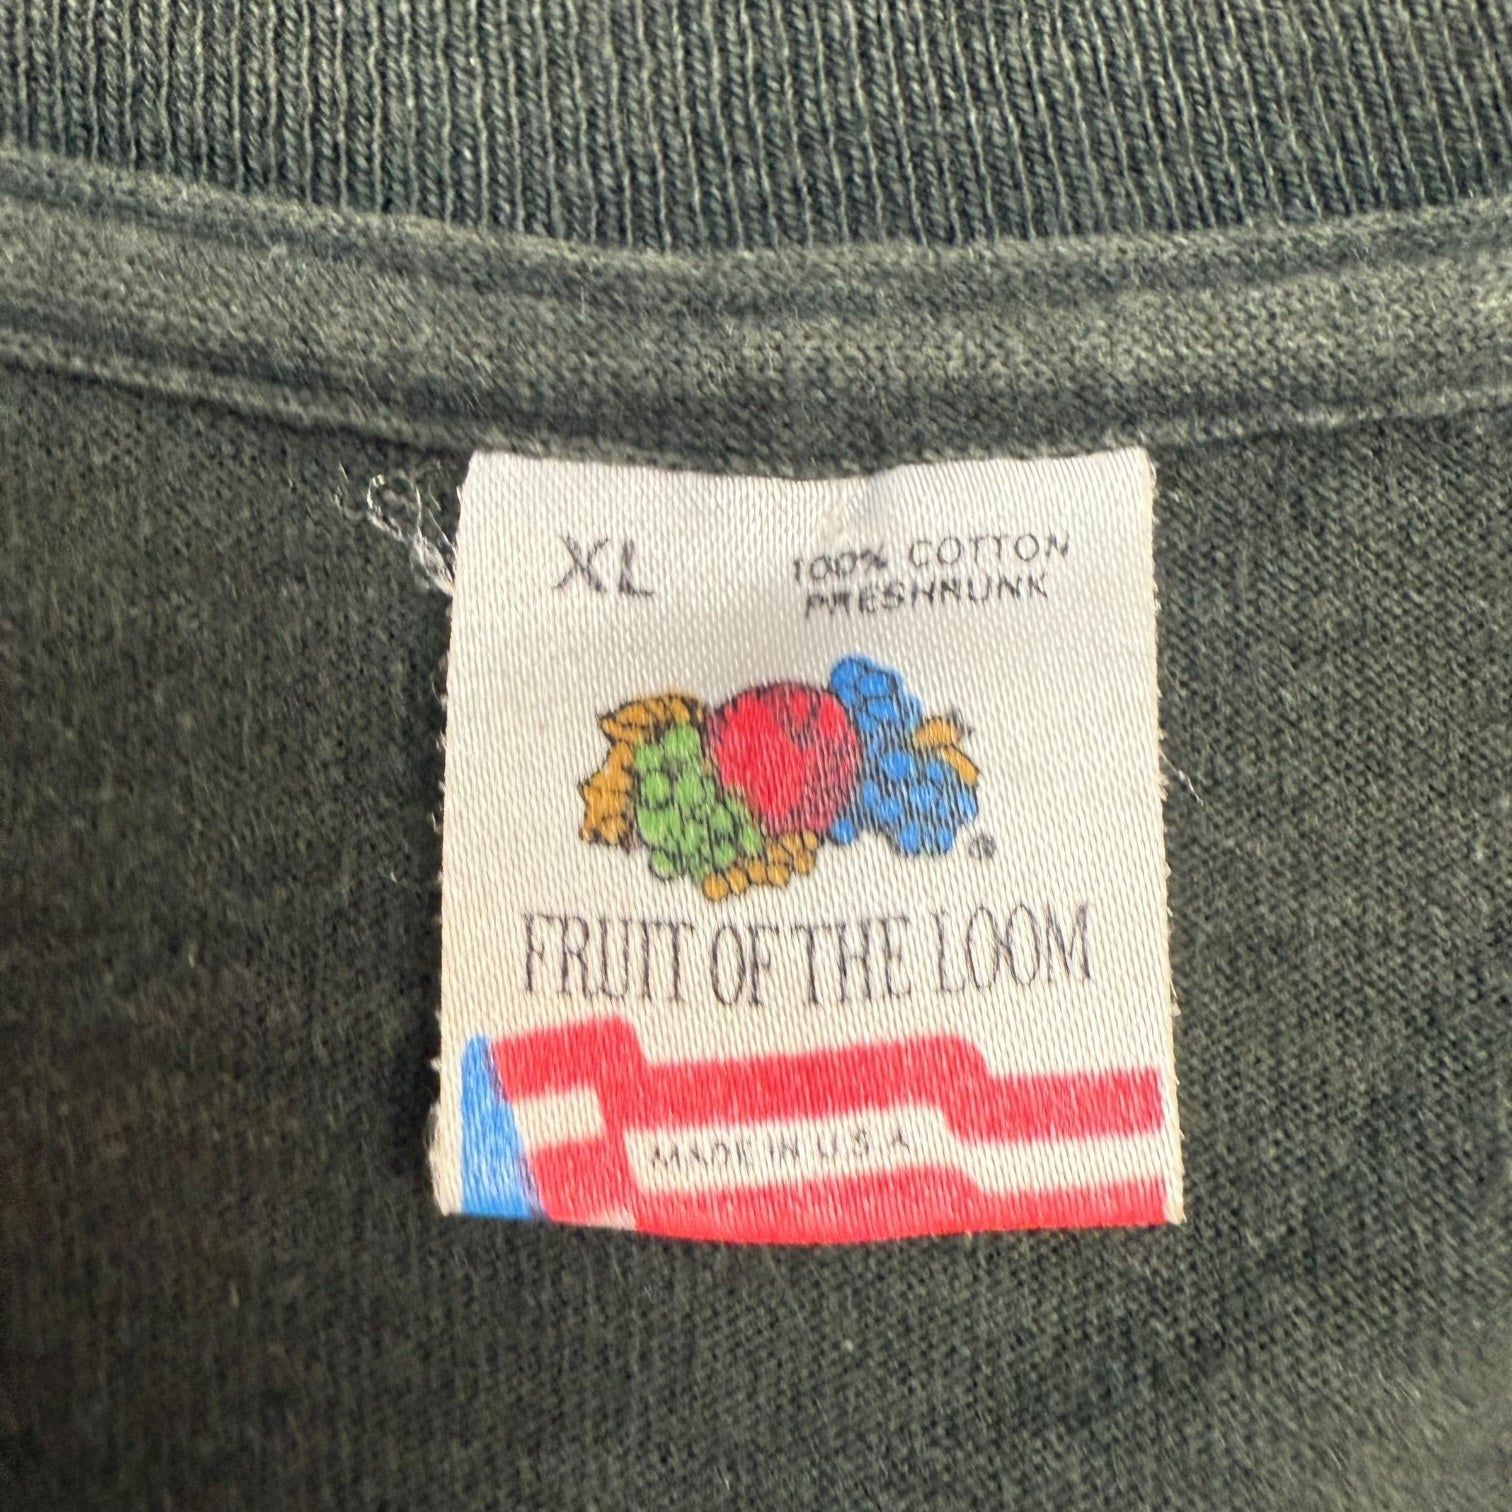 XL
100% COTTON
PRESHRUNK
®
FRUIT OF THE LOOM
MADE IN U.S.A.